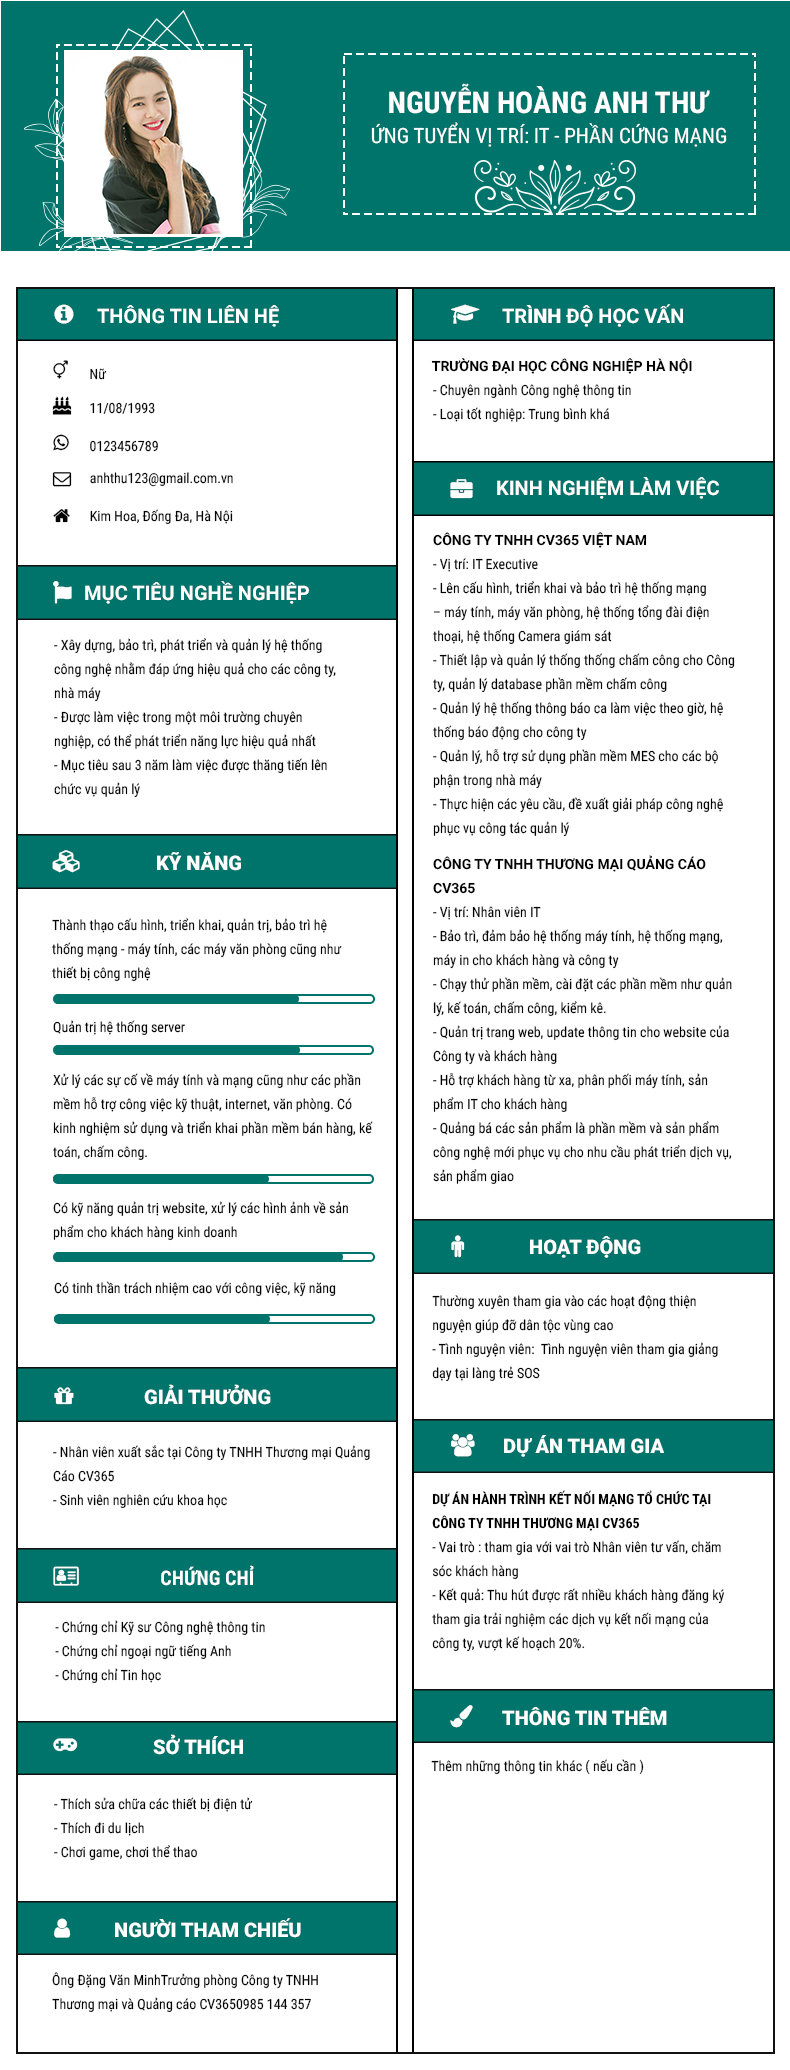 NGUYỄN HOÀNG ANH THƯ
ỨNG TUYỂN VỊ TRÍ: IT - PHẦN CỨNG MẠNG
THÔNG TIN LIÊN HỆ
Nữ
11/08/1993
0123456789
anhthu123@gmail.com.vn
Kim Hoa, Đống Đa, Hà Nội
MỤC TIÊU NGHỀ NGHIỆP
- Xây dựng, bảo trì, phát triển và quản lý hệ thống
công nghệ nhằm đáp ứng hiệu quả cho các công ty,
nhà máy
- Được làm việc trong một môi trường chuyên
nghiệp, có thể phát triển năng lực hiệu quả nhất
- Mục tiêu sau 3 năm làm việc được thăng tiến lên
chức vụ quản lý
KỸ NĂNG
Thành thạo cấu hình, triển khai, quản trị, bảo trì hệ
thống mạng - máy tính, các máy văn phòng cũng như
thiết bị công nghệ
Quản trị hệ thống server
Xử lý các sự cố về máy tính và mạng cũng như các phần
mềm hỗ trợ công việc kỹ thuật, internet, văn phòng. Có
kinh nghiệm sử dụng và triển khai phần mềm bán hàng, kế
toán, chấm công.
Có kỹ năng quản trị website, xử lý các hình ảnh về sản
phẩm cho khách hàng kinh doanh
Có tinh thần trách nhiệm cao với công việc, kỹ năng
GIẢI THƯỞNG
- Nhân viên xuất sắc tại Công ty TNHH Thương mại Quảng
Cáo CV365
- Sinh viên nghiên cứu khoa học
CHỨNG CHỈ
- Chứng chỉ Kỹ sư Công nghệ thông tin
- Chứng chỉ ngoại ngữ tiếng Anh
- Chứng chỉ Tin học
SỞ THÍCH
- Thích sửa chữa các thiết bị điện tử
- Thích đi du lịch
- Chơi game, chơi thể thao
NGƯỜI THAM CHIẾU
Ông Đặng Văn MinhTrưởng phòng Công ty TNHH
Thương mại và Quảng cáo CV3650985 144 357
TRÌNH ĐỘ HỌC VẤN
TRƯỜNG ĐẠI HỌC CÔNG NGHIỆP HÀ NỘI
- Chuyên ngành Công nghệ thông tin
- Loại tốt nghiệp: Trung bình khá
KINH NGHIỆM LÀM VIỆC
CÔNG TY TNHH CV365 VIỆT NAM
- Vị trí: IT Executive
- Lên cấu hình, triển khai và bảo trì hệ thống mạng
– máy tính, máy văn phòng, hệ thống tổng đài điện
thoại, hệ thống Camera giám sát
- Thiết lập và quản lý thống thống chấm công cho Công
ty, quản lý database phần mềm chấm công
- Quản lý hệ thống thông báo ca làm việc theo giờ, hệ
thống báo động cho công ty
- Quản lý, hỗ trợ sử dụng phần mềm MES cho các bộ
phận trong nhà máy
- Thực hiện các yêu cầu, đề xuất giải pháp công nghệ
phục vụ công tác quản lý
CÔNG TY TNHH THƯƠNG MẠI QUẢNG CÁO
CV365
- Vị trí: Nhân viên IT
- Bảo trì, đảm bảo hệ thống máy tính, hệ thống mạng,
máy in cho khách hàng và công ty
- Chạy thử phần mềm, cài đặt các phần mềm như quản
lý, kế toán, chấm công, kiểm kê.
- Quản trị trang web, update thông tin cho website của
Công ty và khách hàng
- Hỗ trợ khách hàng từ xa, phân phối máy tính, sản
phẩm IT cho khách hàng
- Quảng bá các sản phẩm là phần mềm và sản phẩm
công nghệ mới phục vụ cho nhu cầu phát triển dịch vụ,
sản phẩm giao
HOẠT ĐỘNG
Thường xuyên tham gia vào các hoạt động thiện
nguyện giúp đỡ dân tộc vùng cao
- Tình nguyện viên: Tình nguyện viên tham gia giảng
dạy tại làng trẻ SOS
DỰ ÁN THAM GIA
DỰ ÁN HÀNH TRÌNH KẾT NỐI MẠNG TỔ CHỨC TẠI
CÔNG TY TNHH THƯƠNG MẠI CV365
- Vai trò : tham gia với vai trò Nhân viên tư vấn, chăm
sóc khách hàng
- Kết quả: Thu hút được rất nhiều khách hàng đăng ký
tham gia trải nghiệm các dịch vụ kết nối mạng của
công ty, vượt kế hoạch 20%.
THÔNG TIN THÊM
Thêm những thông tin khác ( nếu cần )